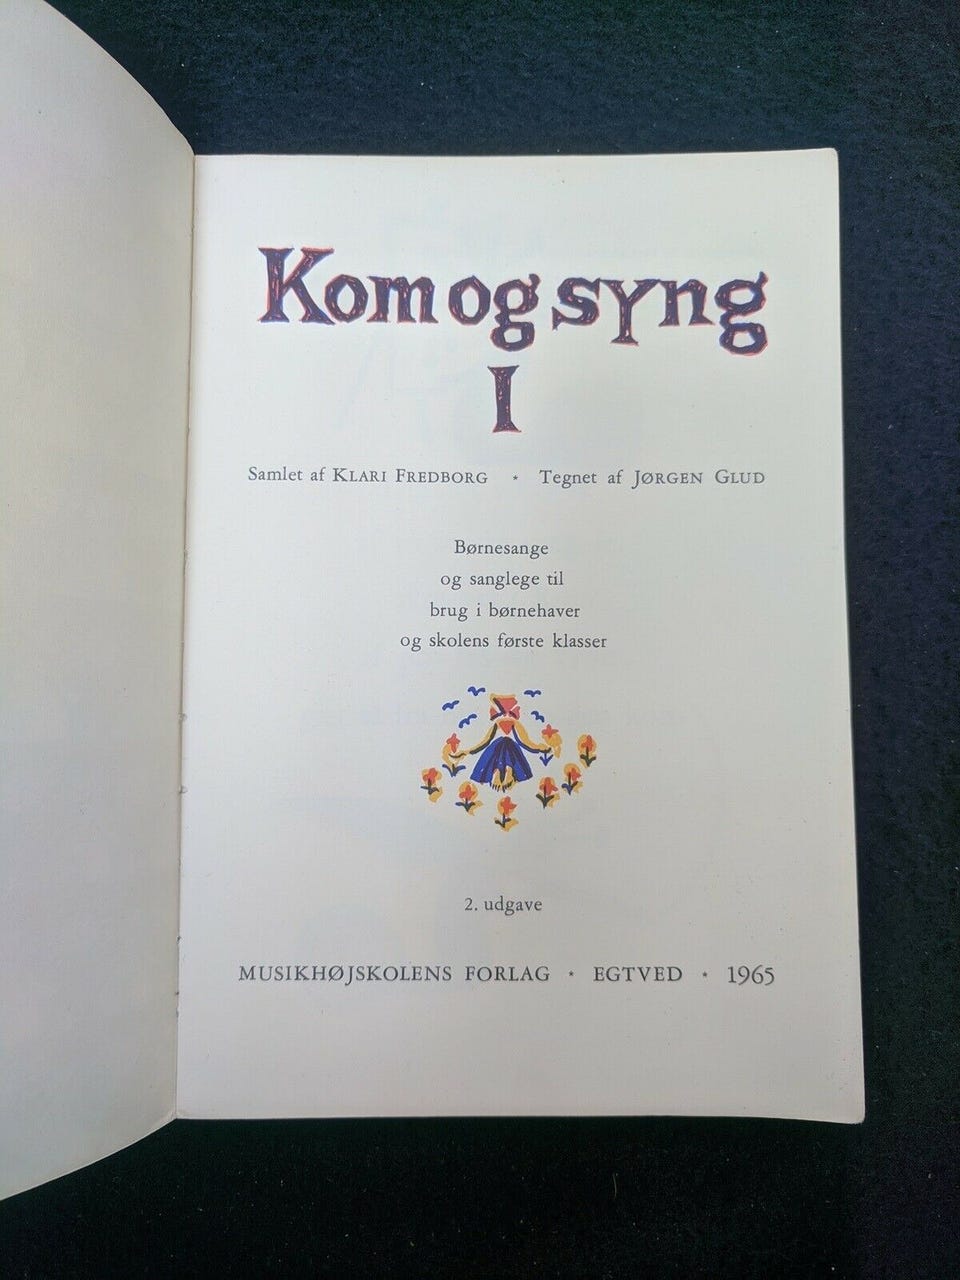 Kom og syng
I
Samlet af KLARI FREDBORG * Tegnet af JØRGEN GLUD
Børnesange
og sanglege til
brug i børnehaver
og skolens første klasser
2. udgave
MUSIKHØJSKOLENS FORLAG * EGTVED * 1965